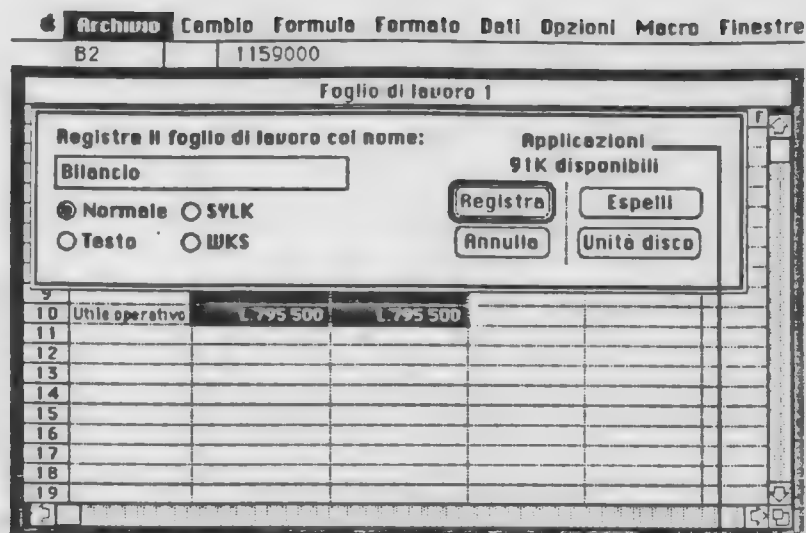 Archivio Cambio Formula Formato Dati Opzioni Macro Finestre
B2 1159000
Foglio di lavoro 1
Registra il foglio di lavoro col nome:
Applicazioni
91K disponibili
Bilancio
Normale SYLK
Registra Espelli
Testo WKS
Annulla Unità disco
9
10 Utile operativo L.795 500 L.795 500
11
12
13
14
15
16
17
18
19